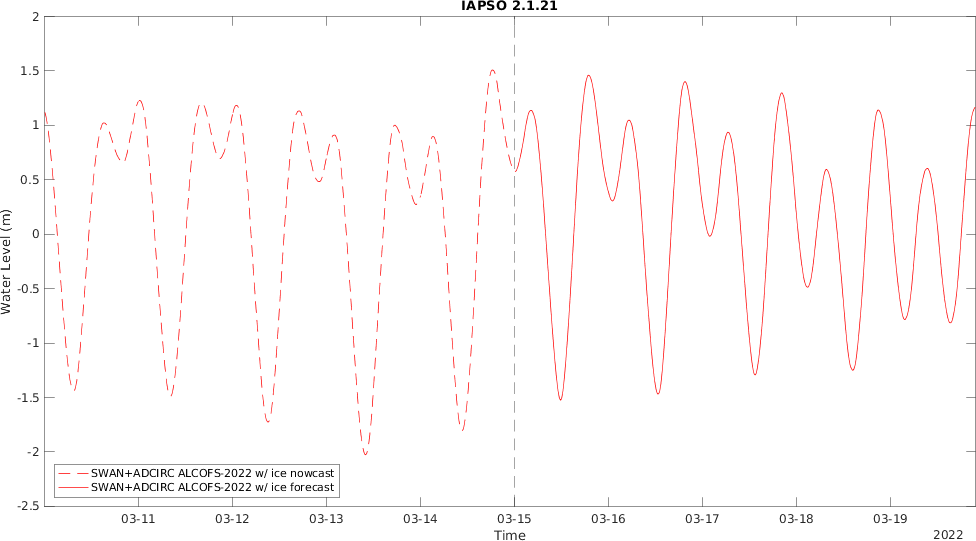 IAPSO 2.1.21
2
1.5
1
0.5
0
-0.5
-1
-1.5
-2
-2.5
Water Level (m)
SWAN+ADCIRC ALCOFS-2022 w/ ice nowcast
SWAN+ADCIRC ALCOFS-2022 w/ ice forecast
03-11 03-12 03-13 03-14 03-15 03-16 03-17 03-18 03-19
Time
2022